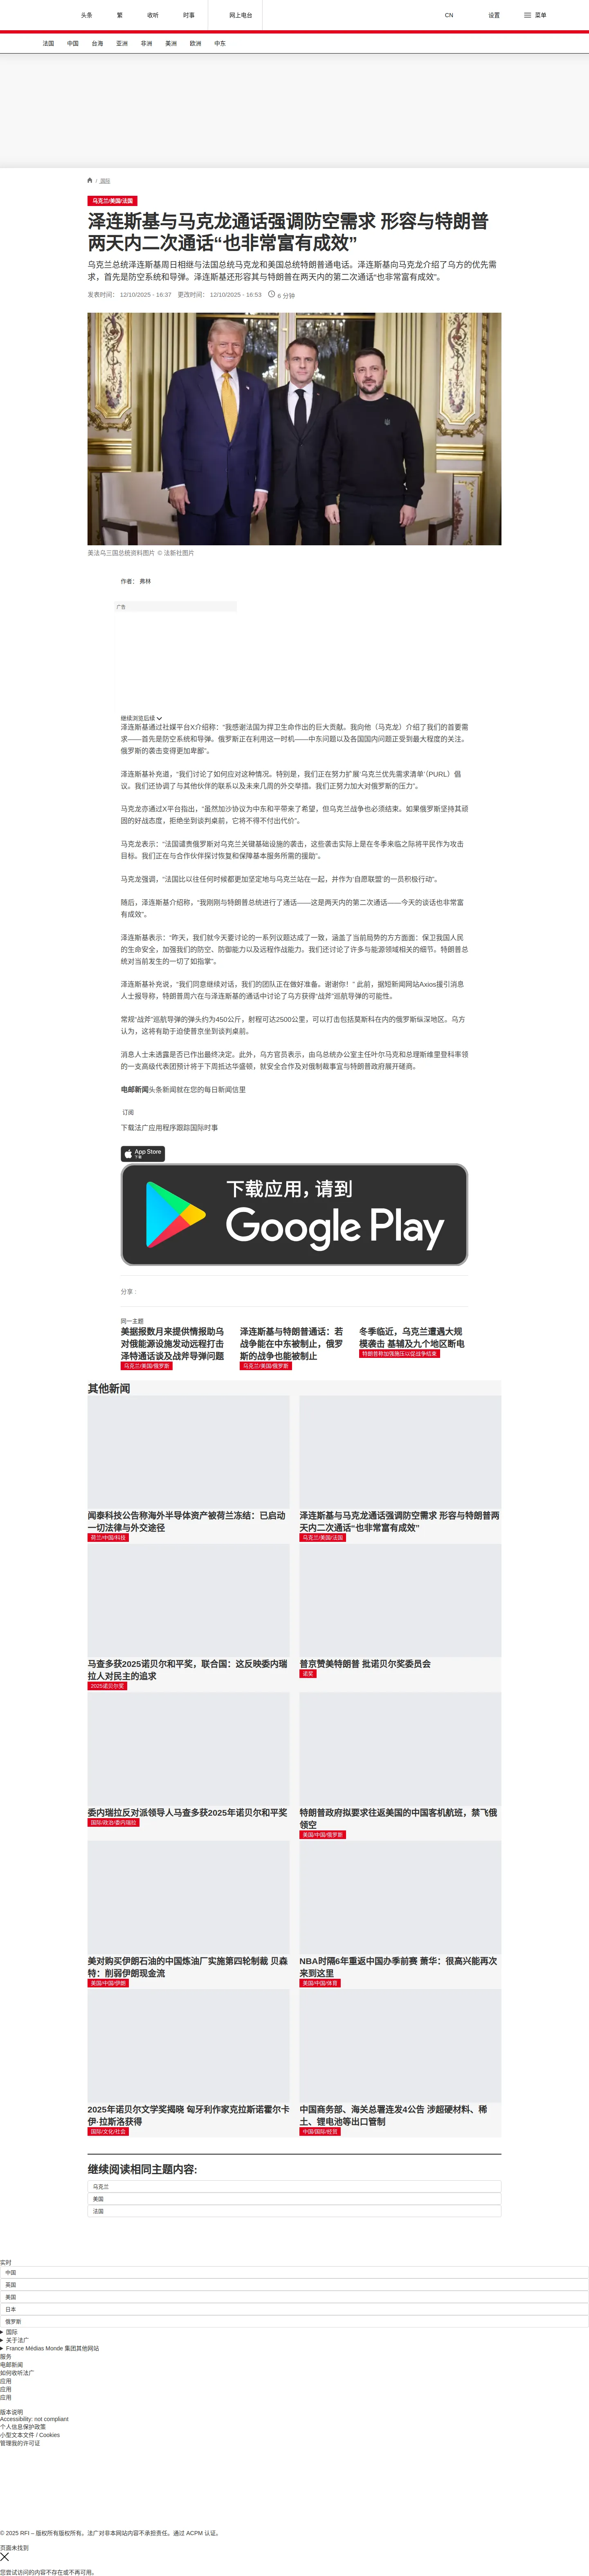 头条
繁
收听
时事
网上电台
CN
设置
菜单
法国
中国
台海
亚洲
非洲
美洲
欧洲
中东
/ 国际
乌克兰/美国/法国
泽连斯基与马克龙通话强调防空需求 形容与特朗普
两天内二次通话“也非常富有成效”
乌克兰总统泽连斯基周日相继与法国总统马克龙和美国总统特朗普通电话。泽连斯基向马克龙介绍了乌方的优先需
求，首先是防空系统和导弹。泽连斯基还形容其与特朗普在两天内的第二次通话“也非常富有成效”。
发表时间： 12/10/2025 - 16:37 更改时间： 12/10/2025 - 16:53 6 分钟
美法乌三国总统资料图片 © 法新社图片
作者： 弗林
广告
继续浏览后续
泽连斯基通过社媒平台X介绍称：“我感谢法国为捍卫生命作出的巨大贡献。我向他（马克龙）介绍了我们的首要需
求——首先是防空系统和导弹。俄罗斯正在利用这一时机——中东问题以及各国国内问题正受到最大程度的关注。
俄罗斯的袭击变得更加卑鄙”。
泽连斯基补充道，“我们讨论了如何应对这种情况。特别是，我们正在努力扩展‘乌克兰优先需求清单’（PURL）倡
议。我们还协调了与其他伙伴的联系以及未来几周的外交举措。我们正努力加大对俄罗斯的压力”。
马克龙亦通过X平台指出，“虽然加沙协议为中东和平带来了希望，但乌克兰战争也必须结束。如果俄罗斯坚持其顽
固的好战态度，拒绝坐到谈判桌前，它将不得不付出代价”。
马克龙表示：“法国谴责俄罗斯对乌克兰关键基础设施的袭击，这些袭击实际上是在冬季来临之际将平民作为攻击
目标。我们正在与合作伙伴探讨恢复和保障基本服务所需的援助”。
马克龙强调，“法国比以往任何时候都更加坚定地与乌克兰站在一起，并作为‘自愿联盟’的一员积极行动”。
随后，泽连斯基介绍称，“我刚刚与特朗普总统进行了通话——这是两天内的第二次通话——今天的谈话也非常富
有成效”。
泽连斯基表示：“昨天，我们就今天要讨论的一系列议题达成了一致，涵盖了当前局势的方方面面：保卫我国人民
的生命安全，加强我们的防空、防御能力以及远程作战能力。我们还讨论了许多与能源领域相关的细节。特朗普总
统对当前发生的一切了如指掌”。
泽连斯基补充说，“我们同意继续对话，我们的团队正在做好准备。谢谢你！” 此前，据短新闻网站Axios援引消息
人士报导称，特朗普周六在与泽连斯基的通话中讨论了乌方获得“战斧”巡航导弹的可能性。
常规“战斧”巡航导弹的弹头约为450公斤，射程可达2500公里，可以打击包括莫斯科在内的俄罗斯纵深地区。乌方
认为，这将有助于迫使普京坐到谈判桌前。
消息人士未透露是否已作出最终决定。此外，乌方官员表示，由乌总统办公室主任叶尔马克和总理斯维里登科率领
的一支高级代表团预计将于下周抵达华盛顿，就安全合作及对俄制裁事宜与特朗普政府展开磋商。
电邮新闻头条新闻就在您的每日新闻信里
订阅
下载法广应用程序跟踪国际时事
App Store
下载
下载应用，请到
Google Play
分享 :
同一主题
美据报数月来提供情报助乌
对俄能源设施发动远程打击
泽特通话谈及战斧导弹问题
乌克兰/美国/俄罗斯
泽连斯基与特朗普通话：若
战争能在中东被制止，俄罗
斯的战争也能被制止
乌克兰/美国/俄罗斯
冬季临近，乌克兰遭遇大规
模袭击 基辅及九个地区断电
特朗普称加强施压以促战争结束
其他新闻
闻泰科技公告称海外半导体资产被荷兰冻结：已启动
一切法律与外交途径
荷兰/中国/科技
泽连斯基与马克龙通话强调防空需求 形容与特朗普两
天内二次通话“也非常富有成效”
乌克兰/美国/法国
马查多获2025诺贝尔和平奖，联合国：这反映委内瑞
拉人对民主的追求
2025诺贝尔奖
普京赞美特朗普 批诺贝尔奖委员会
诺奖
委内瑞拉反对派领导人马查多获2025年诺贝尔和平奖
国际/政治/委内瑞拉
特朗普政府拟要求往返美国的中国客机航班，禁飞俄
领空
美国/中国/俄罗斯
美对购买伊朗石油的中国炼油厂实施第四轮制裁 贝森
特：削弱伊朗现金流
美国/中国/伊朗
NBA时隔6年重返中国办季前赛 萧华：很高兴能再次
来到这里
美国/中国/体育
2025年诺贝尔文学奖揭晓 匈牙利作家克拉斯诺霍尔卡
伊·拉斯洛获得
国际/文化/社会
中国商务部、海关总署连发4公告 涉超硬材料、稀
土、锂电池等出口管制
中国/国际/经贸
继续阅读相同主题内容:
乌克兰
美国
法国
实时
中国
英国
美国
日本
俄罗斯
国际
关于法广
France Médias Monde 集团其他网站
服务
电邮新闻
如何收听法广
应用
应用
应用
版本说明
Accessibility: not compliant
个人信息保护政策
小型文本文件 / Cookies
管理我的许可证
© 2025 RFI – 版权所有版权所有。法广对非本网站内容不承担责任。通过 ACPM 认证。
页面未找到
您尝试访问的内容不存在或不再可用。